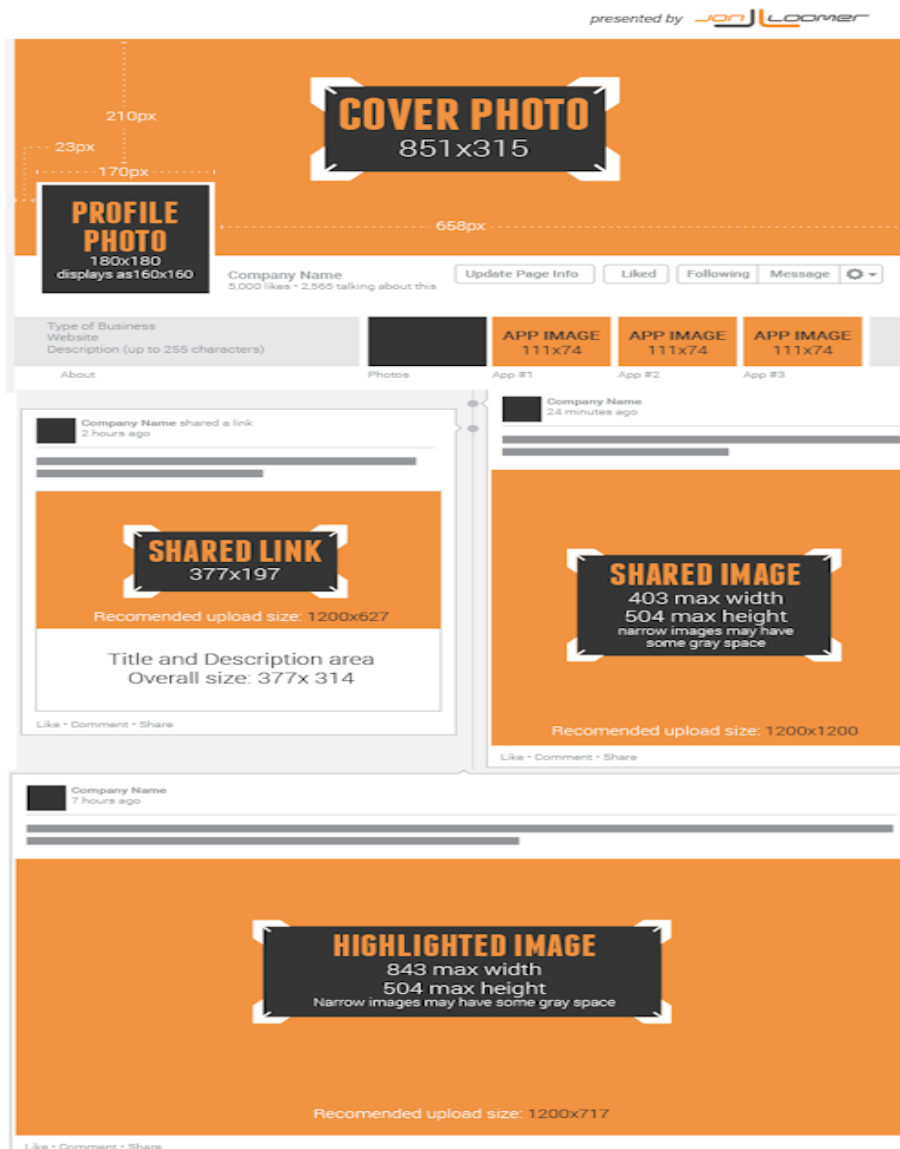 presented by JON LOOMER
COVER PHOTO
851x315
210px
23px
170px
658px
PROFILE
PHOTO
180x180
displays as160x160
Company Name
5,000 likes • 2,565 talking about this
Update Page Info
Liked
Following
Message
Type of Business
Website
Description (up to 255 characters)
APP IMAGE
111x74
APP IMAGE
111x74
APP IMAGE
111x74
About
Photos
App #1
App #2
App #3
Company Name shared a link
2 hours ago
SHARED LINK
377x197
Recomended upload size: 1200x627
Title and Description area
Overall size: 377x 314
Like • Comment • Share
Company Name
24 minutes ago
SHARED IMAGE
403 max width
504 max height
narrow images may have
some gray space
Recomended upload size: 1200x1200
Like • Comment • Share
Company Name
7 hours ago
HIGHLIGHTED IMAGE
843 max width
504 max height
Narrow images may have some gray space
Recomended upload size: 1200x717
Like • Comment • Share